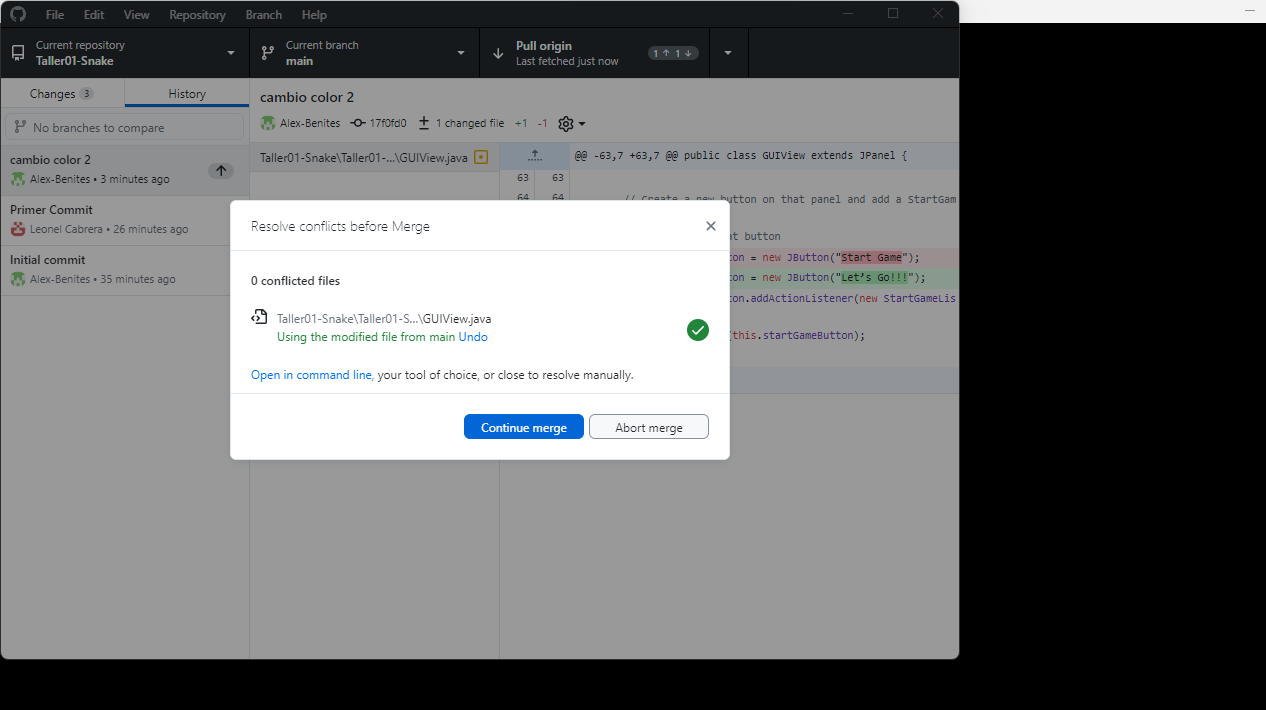 File Edit View Repository Branch Help
Current repository
Taller01-Snake
Current branch
main
Pull origin
Last fetched just now
1 ↑ 1 ↓
Changes 3
History
No branches to compare
cambio color 2
Alex-Benites • 3 minutes ago
Primer Commit
Leonel Cabrera • 26 minutes ago
Initial commit
Alex-Benites • 35 minutes ago
cambio color 2
Alex-Benites 17f0fd0 1 changed file +1 -1
Taller01-Snake\Taller01-...\GUIView.java
@@ -63,7 +63,7 @@ public class GUIView extends JPanel {
63 63
64 64 // Create a new button on that panel and add a StartGam
at button
on = new JButton("Start Game");
on = new JButton("Let's Go!!!");
on.addActionListener(new StartGameLis
(this.startGameButton);
Resolve conflicts before Merge
0 conflicted files
Taller01-Snake\Taller01-S...\GUIView.java
Using the modified file from main Undo
Open in command line, your tool of choice, or close to resolve manually.
Continue merge
Abort merge